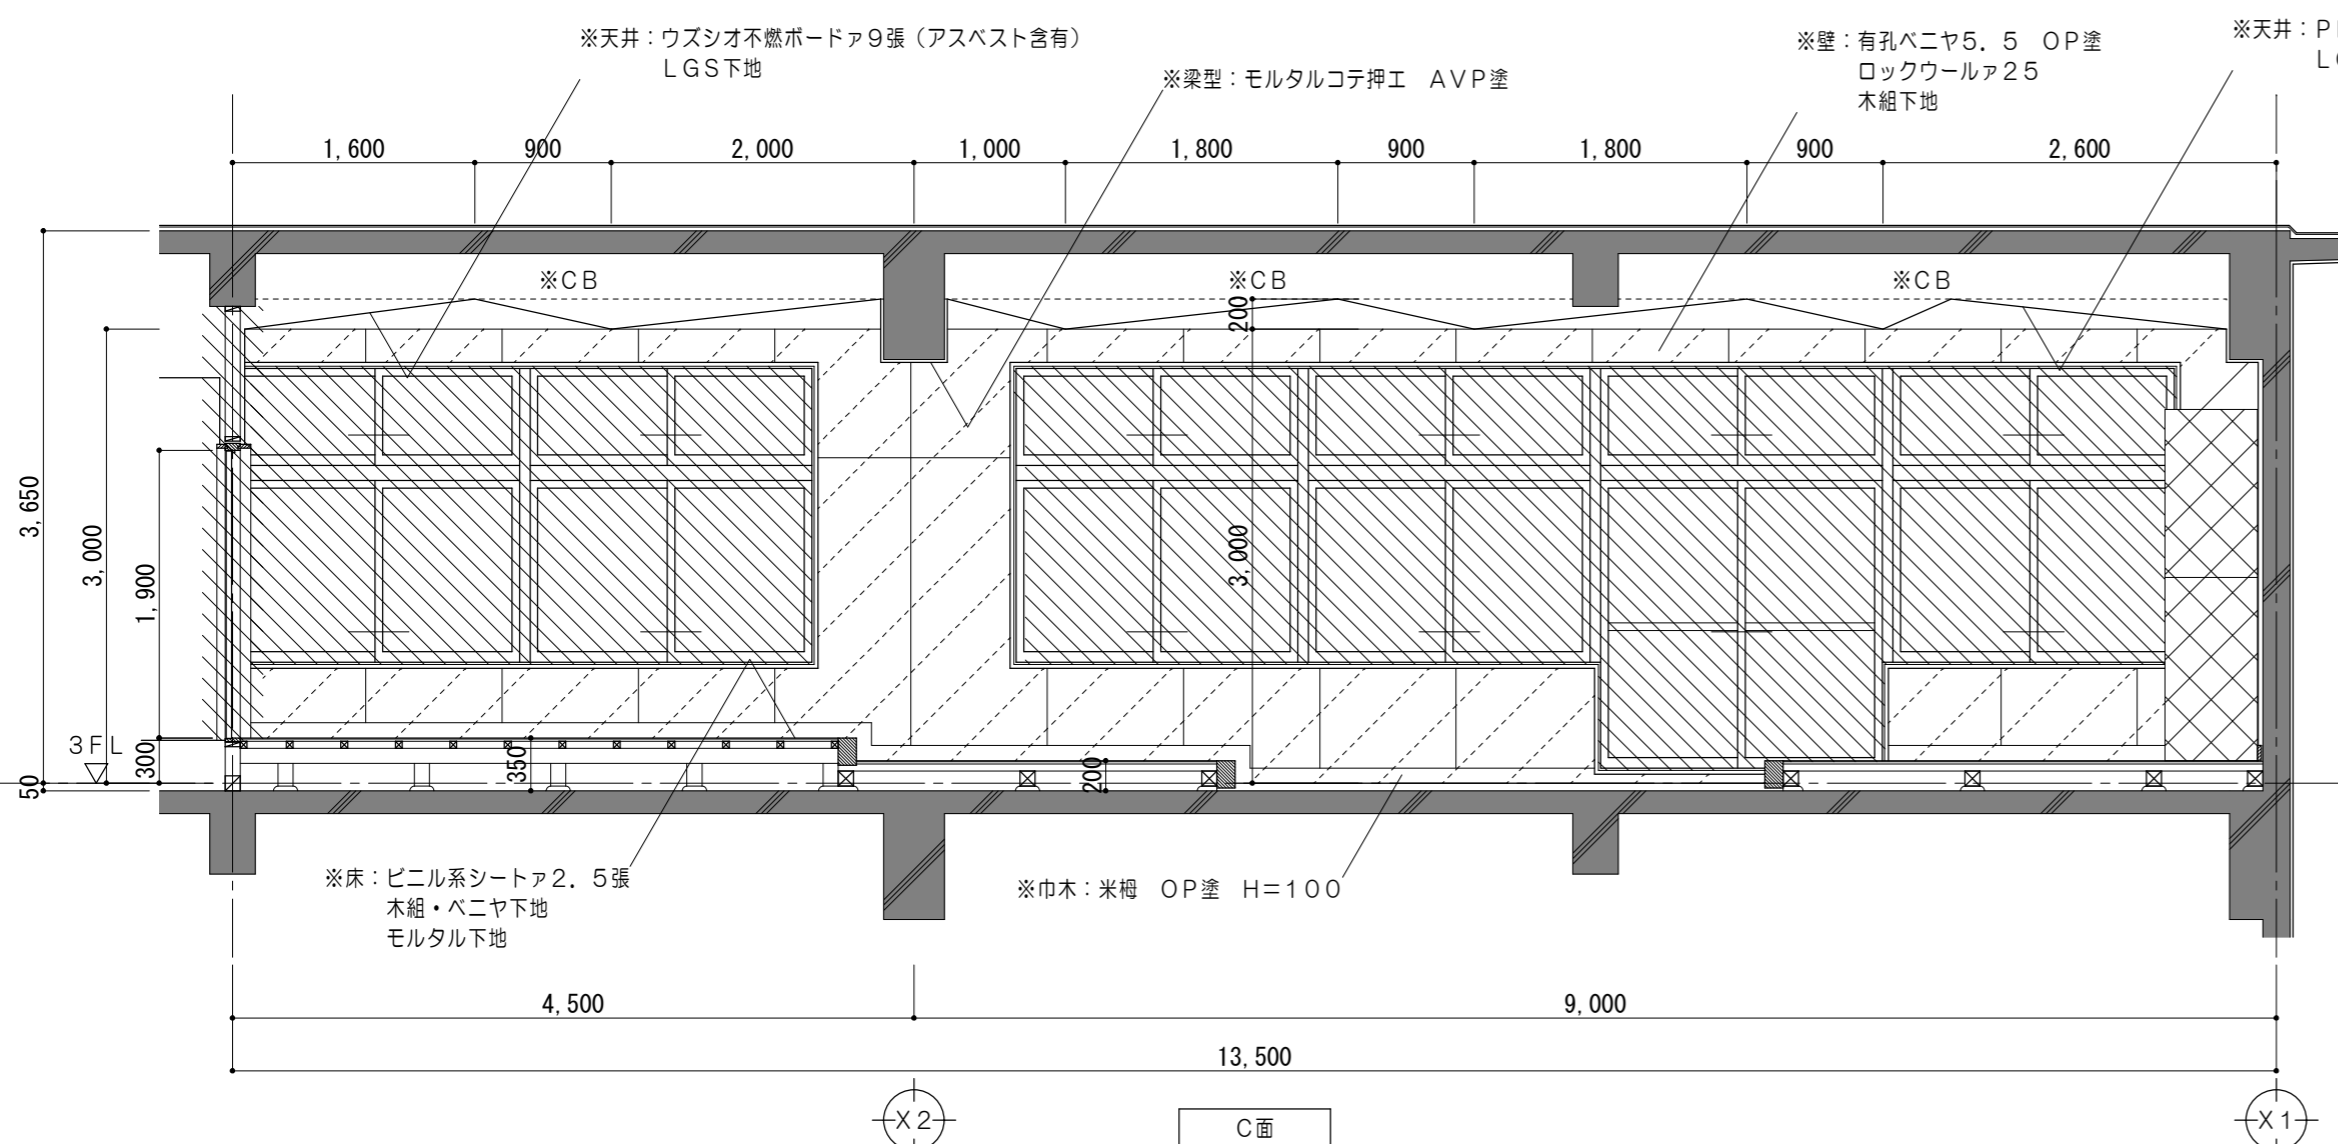 ※天井：ウズシオ不燃ボードァ9張（アスベスト含有）
LGS下地
※梁型：モルタルコテ押エ　AVP塗
※壁：有孔ベニヤ5．5　OP塗
ロックウールァ25
木組下地
※天井：P
L
1,600
900
2,000
1,000
1,800
900
1,800
900
2,600
※CB
※CB
※CB
200
3,650
3,000
1,900
3,000
3FL
300
50
350
200
※床：ビニル系シートァ2．5張
木組・ベニヤ下地
モルタル下地
※巾木：米栂　OP塗　H＝100
4,500
9,000
13,500
X2
C面
X1